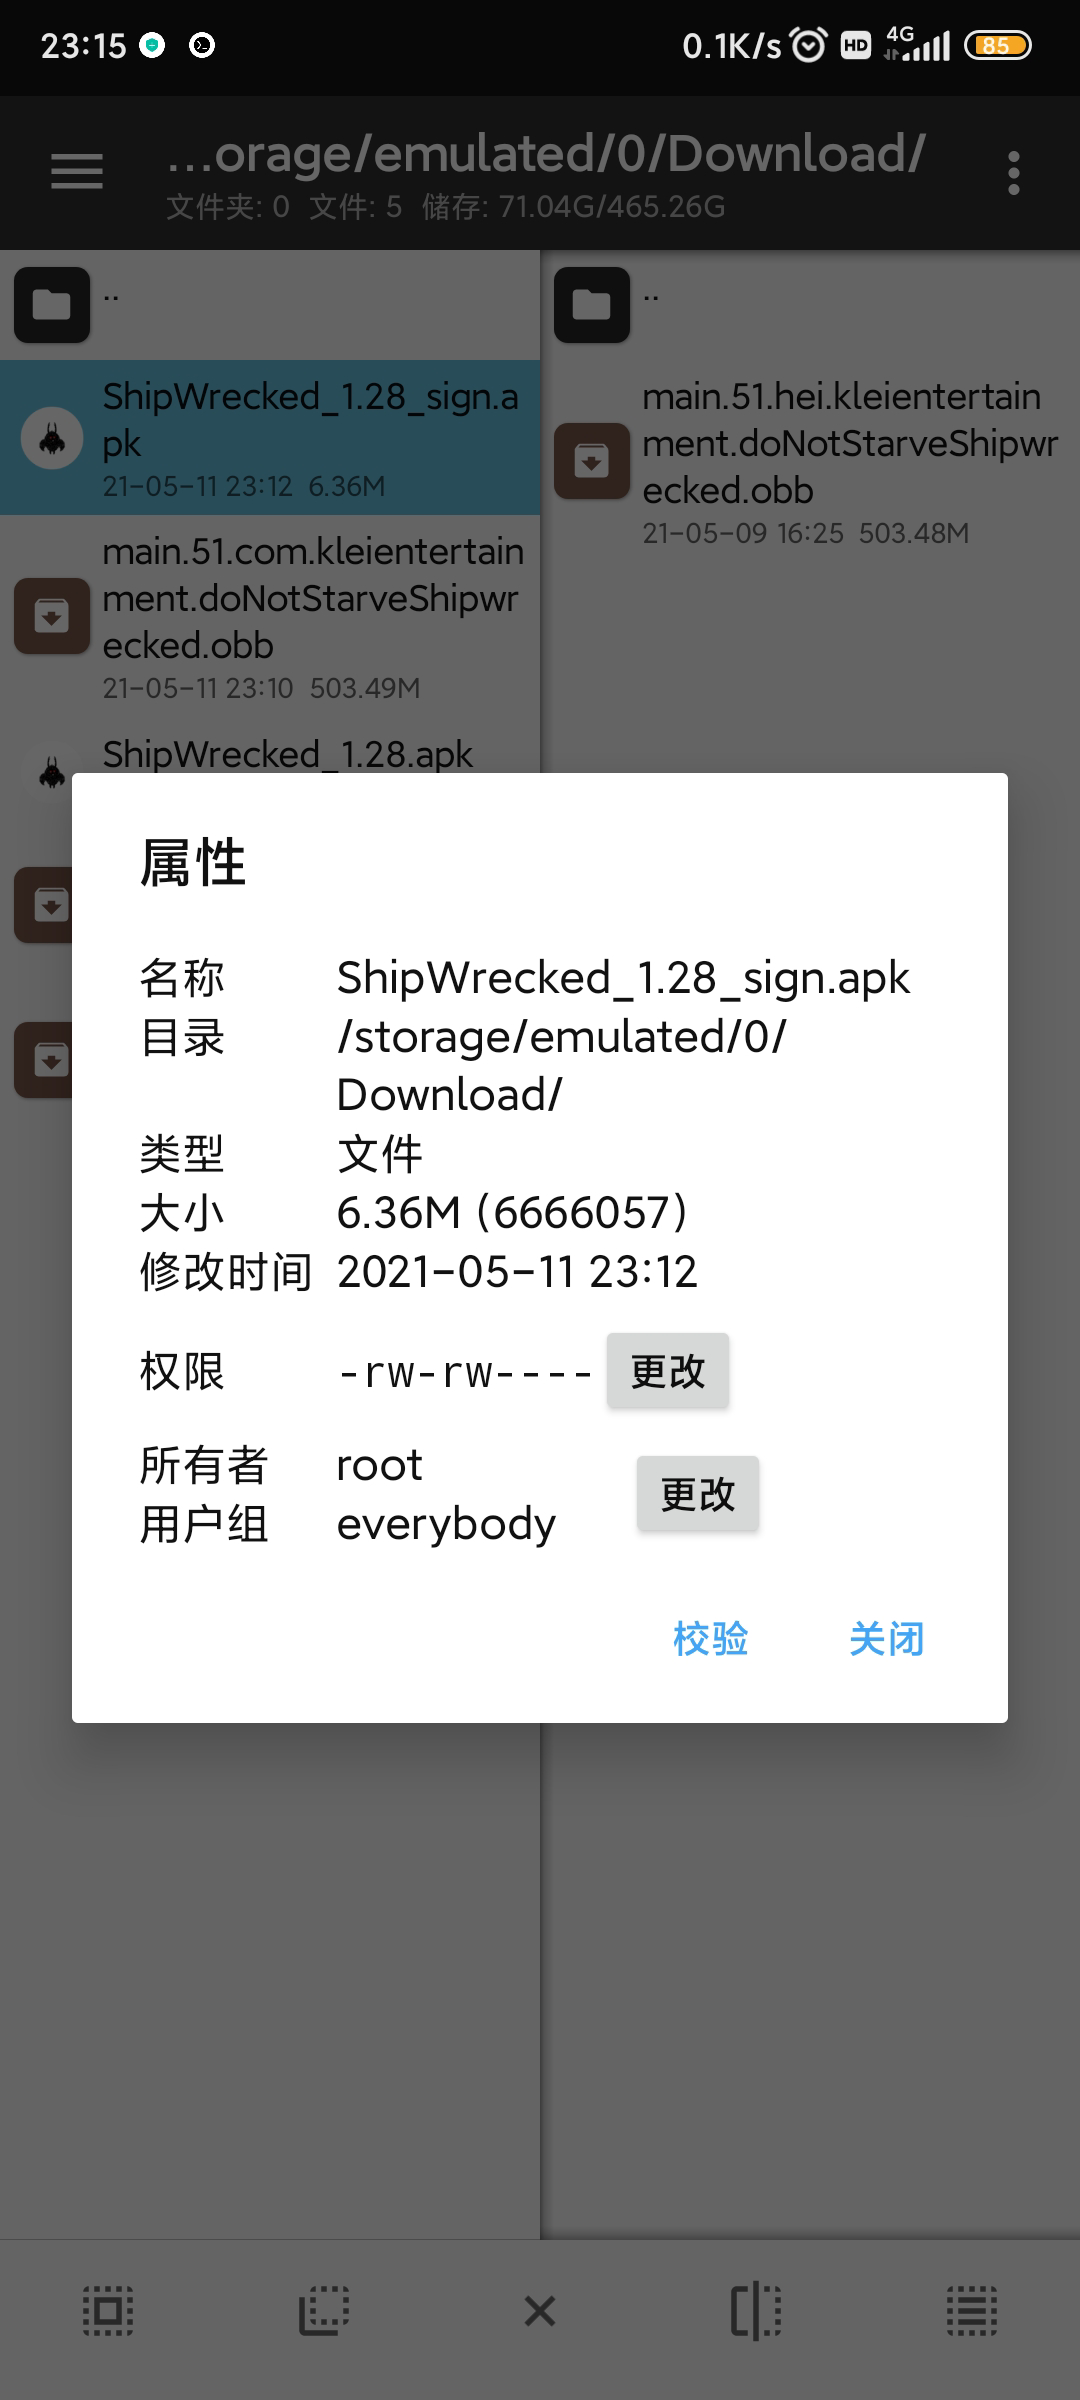 23:15
0.1K/s HD 4G 85
...orage/emulated/0/Download/
文件夹: 0 文件: 5 储存: 71.04G/465.26G
..
ShipWrecked_1.28_sign.a
pk
21-05-11 23:12 6.36M
main.51.com.kleientertain
ment.doNotStarveShipwr
ecked.obb
21-05-11 23:10 503.49M
ShipWrecked_1.28.apk
..
main.51.hei.kleientertain
ment.doNotStarveShipwr
ecked.obb
21-05-09 16:25 503.48M
属性
名称 ShipWrecked_1.28_sign.apk
目录 /storage/emulated/0/
Download/
类型 文件
大小 6.36M (6666057)
修改时间 2021-05-11 23:12
权限 -rw-rw---- 更改
所有者 root
用户组 everybody
更改
校验 关闭